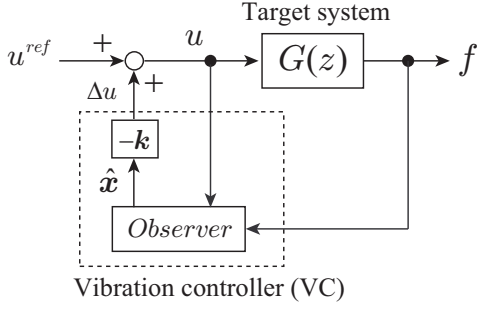 Target system
u^{ref} + u G(z) f
+
Δu
–k
x̂
Observer
Vibration controller (VC)